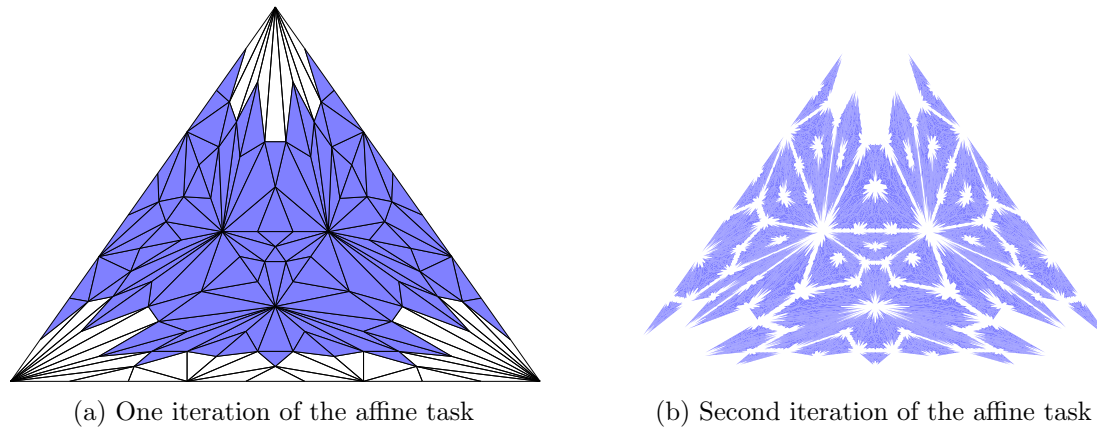 (a) One iteration of the affine task
(b) Second iteration of the affine task